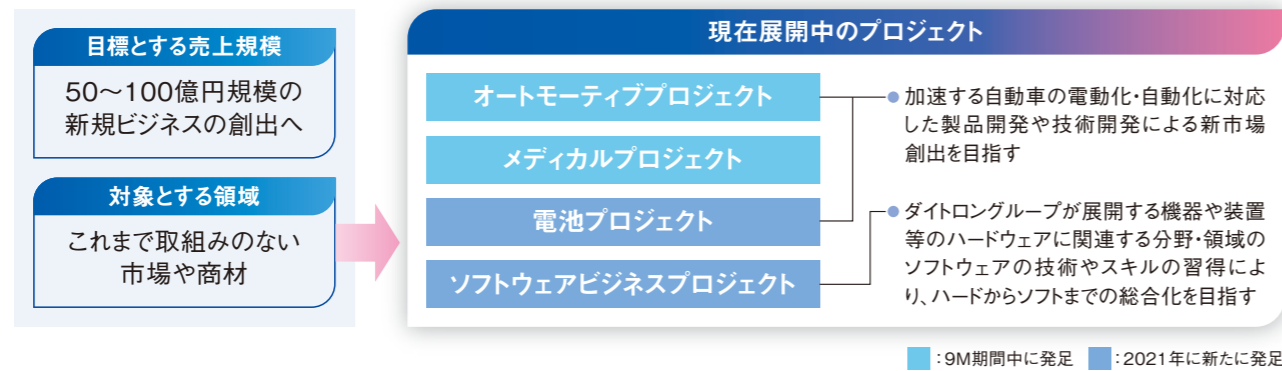 目標とする売上規模
50〜100億円規模の
新規ビジネスの創出へ
対象とする領域
これまで取組みのない
市場や商材
現在展開中のプロジェクト
オートモーティブプロジェクト
メディカルプロジェクト
電池プロジェクト
ソフトウェアビジネスプロジェクト
●加速する自動車の電動化・自動化に対応
した製品開発や技術開発による新市場
創出を目指す
●ダイトロングループが展開する機器や装置
等のハードウェアに関連する分野・領域の
ソフトウェアの技術やスキルの習得によ
り、ハードからソフトまでの総合化を目指す
：9M期間中に発足 ：2021年に新たに発足